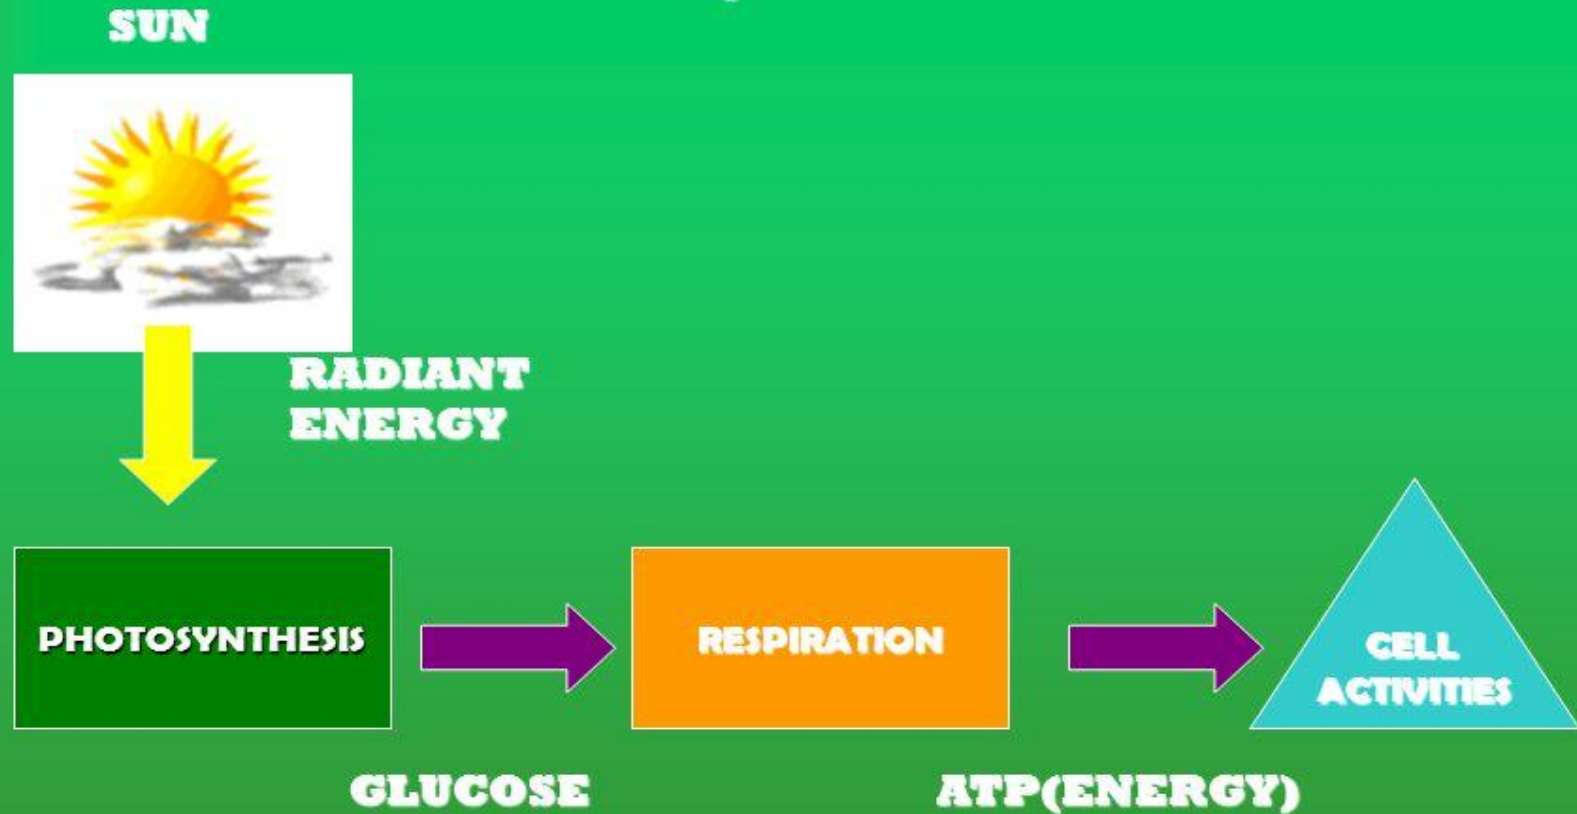 SUN
RADIANT
ENERGY
PHOTOSYNTHESIS
RESPIRATION
CELL
ACTIVITIES
GLUCOSE
ATP(ENERGY)